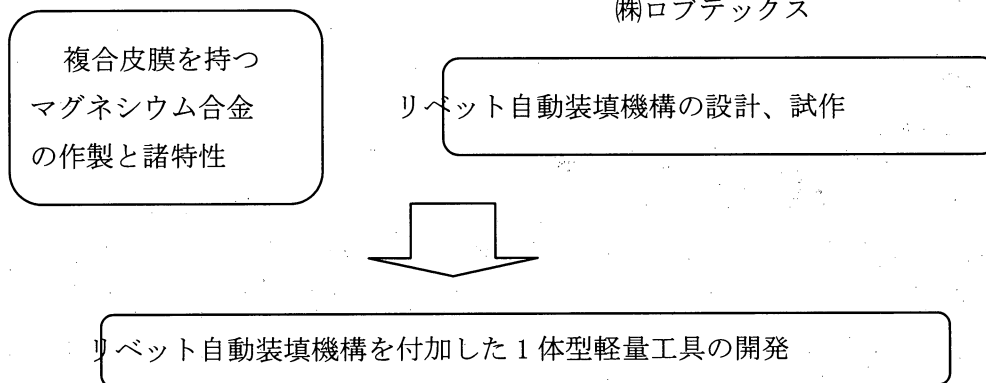 ㈱ロブテックス
複合皮膜を持つ
マグネシウム合金
の作製と諸特性
リベット自動装填機構の設計、試作
リベット自動装填機構を付加した1体型軽量工具の開発